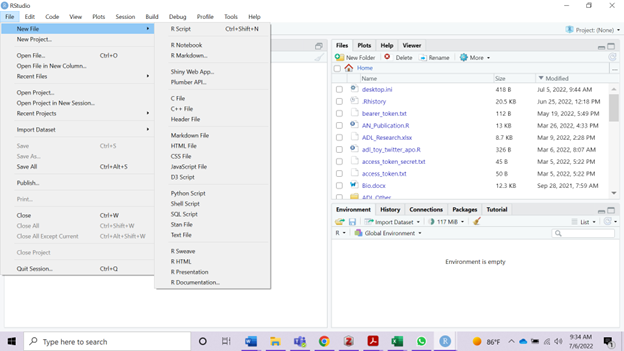 RStudio
File Edit Code View Plots Session Build Debug Profile Tools Help
Project: (None)
New File
New Project...
Open File... Ctrl+O
Open File in New Column...
Recent Files
Open Project...
Open Project in New Session...
Recent Projects
Import Dataset
Save Ctrl+S
Save As...
Save All Ctrl+Alt+S
Publish...
Print...
Close Ctrl+W
Close All Ctrl+Shift+W
Close All Except Current Ctrl+Alt+Shift+W
Close Project
Quit Session... Ctrl+Q
R Script Ctrl+Shift+N
R Notebook
R Markdown...
Shiny Web App...
Plumber API...
C File
C++ File
Header File
Markdown File
HTML File
CSS File
JavaScript File
D3 Script
Python Script
Shell Script
SQL Script
Stan File
Text File
R Sweave
R HTML
R Presentation
R Documentation...
Files Plots Help Viewer
New Folder Delete Rename More
Home
Name Size Modified
desktop.ini 418 B Jul 5, 2022, 9:44 AM
.Rhistory 20.5 KB Jun 25, 2022, 12:18 PM
bearer_token.txt 112 B May 19, 2022, 5:49 PM
AN_Publication.R 13 KB Mar 26, 2022, 4:33 PM
ADL_Research.xlsx 8.7 KB Mar 9, 2022, 2:28 PM
adl_toy_twitter_apo.R 326 B Mar 6, 2022, 8:07 AM
access_token_secret.txt 45 B Mar 5, 2022, 5:22 PM
access_token.txt 50 B Mar 5, 2022, 5:22 PM
Bio.docx 12.3 KB Sep 28, 2021, 7:59 AM
ADL_Other
Environment History Connections Packages Tutorial
Import Dataset 117 MiB List
R Global Environment
Environment is empty
Type here to search
86°F
9:34 AM
7/6/2022